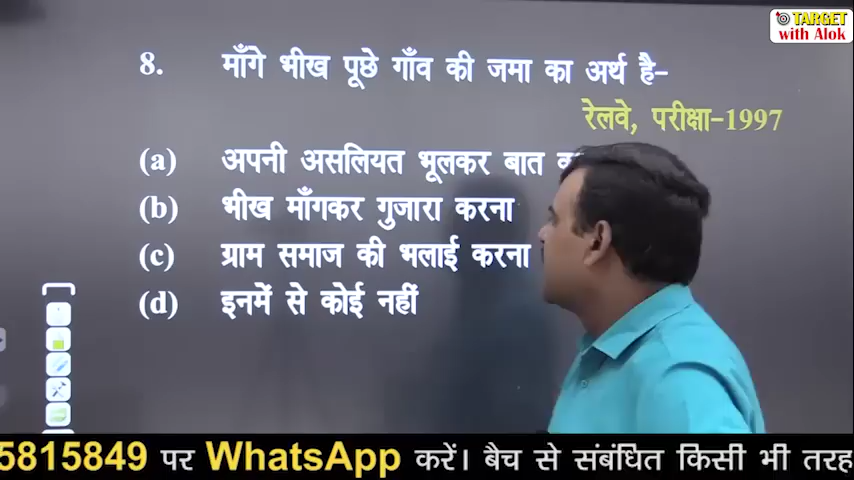 TARGET
with Alok
8. माँगे भीख पूछे गाँव की जमा का अर्थ है-
रेलवे, परीक्षा-1997
(a) अपनी असलियत भूलकर बात
(b) भीख माँगकर गुजारा करना
(c) ग्राम समाज की भलाई करना
(d) इनमें से कोई नहीं
5815849 पर WhatsApp करें। बैच से संबंधित किसी भी तरह